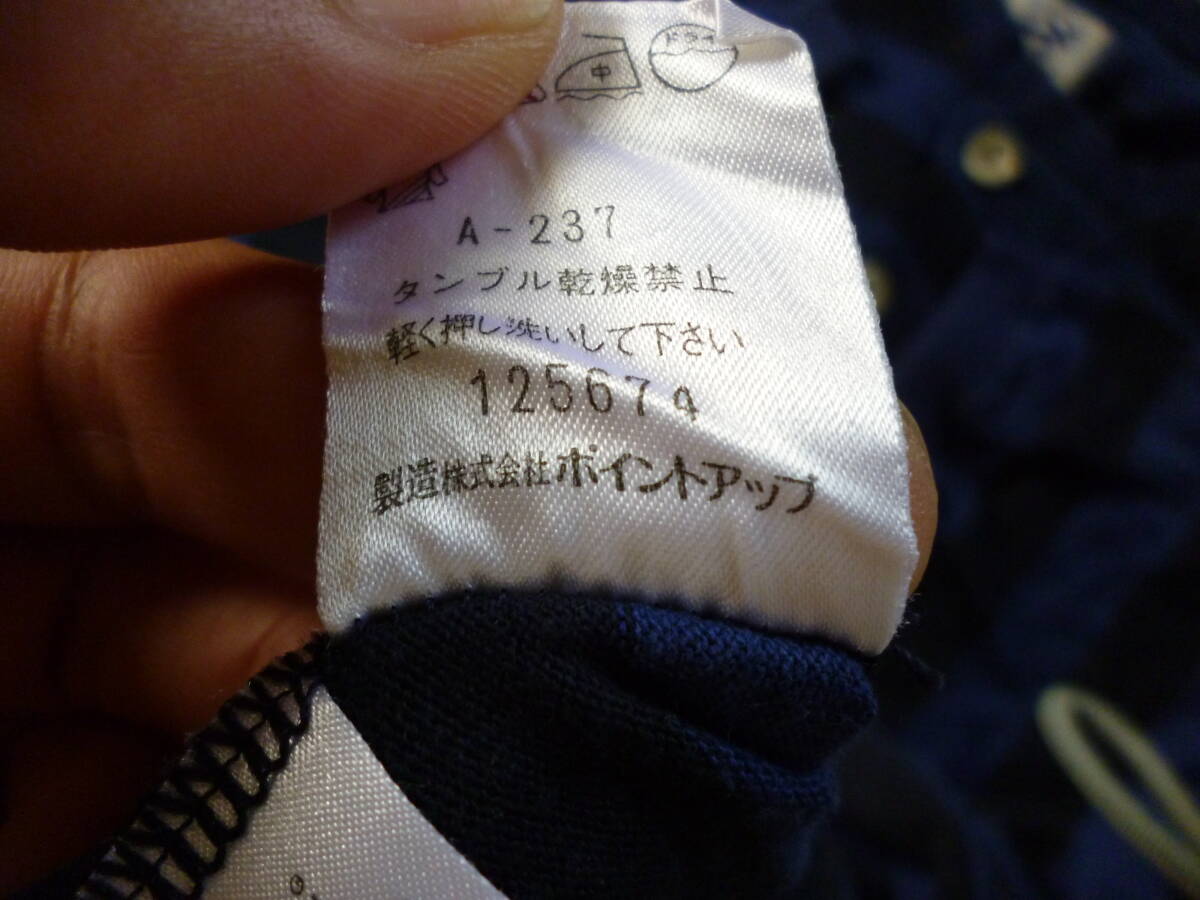 中
ドライ
A-237
タンブル乾燥禁止
軽く押し洗いして下さい
125674
製造株式会社ポイントアップ